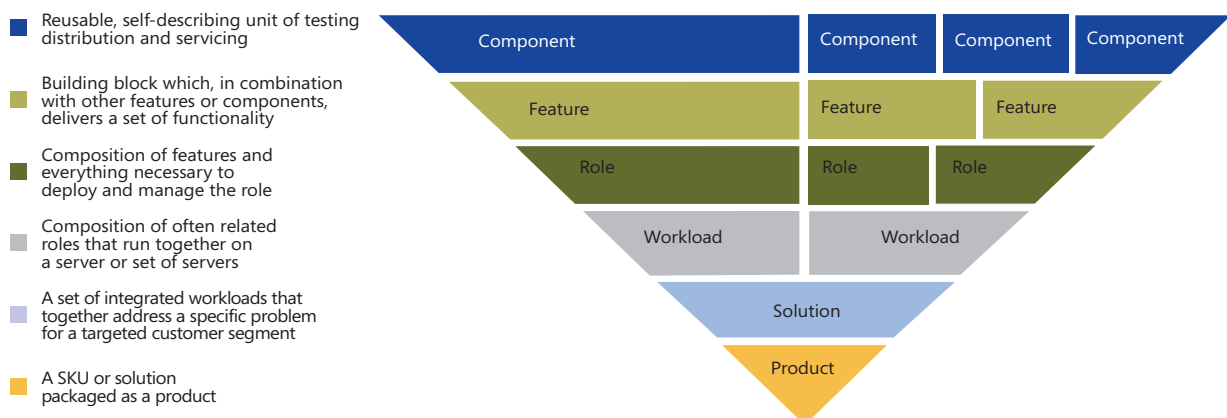 Reusable, self-describing unit of testing
distribution and servicing
Building block which, in combination
with other features or components,
delivers a set of functionality
Composition of features and
everything necessary to
deploy and manage the role
Composition of often related
roles that run together on
a server or set of servers
A set of integrated workloads that
together address a specific problem
for a targeted customer segment
A SKU or solution
packaged as a product
Component Component Component Component
Feature Feature Feature
Role Role Role
Workload Workload
Solution
Product